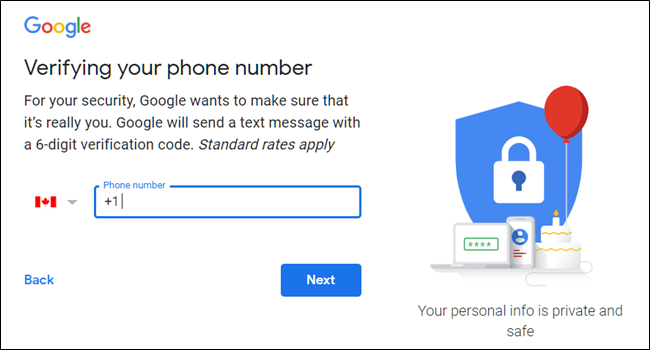 Google
Verifying your phone number
For your security, Google wants to make sure that
it's really you. Google will send a text message with
a 6-digit verification code. Standard rates apply
Phone number
+1
Back
Next
****
Your personal info is private and
safe